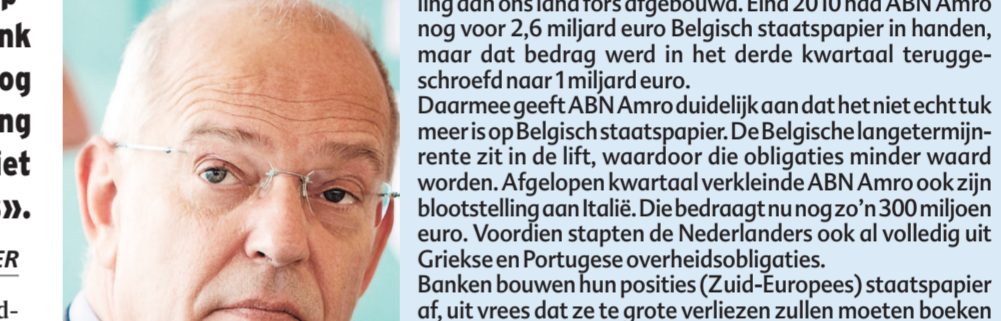 nk
og
ng
iet
s».
ER
d-
ling aan ons land fors afgebouwd. Eind 2010 had ABN Amro
nog voor 2,6 miljard euro Belgisch staatspapier in handen,
maar dat bedrag werd in het derde kwartaal terugge-
schroefd naar 1 miljard euro.
Daarmee geeft ABN Amro duidelijk aan dat het niet echt tuk
meer is op Belgisch staatspapier. De Belgische langetermijn-
rente zit in de lift, waardoor die obligaties minder waard
worden. Afgelopen kwartaal verkleinde ABN Amro ook zijn
blootstelling aan Italië. Die bedraagt nu nog zo'n 300 miljoen
euro. Voordien stapten de Nederlanders ook al volledig uit
Griekse en Portugese overheidsobligaties.
Banken bouwen hun posities (Zuid-Europees) staatspapier
af, uit vrees dat ze te grote verliezen zullen moeten boeken